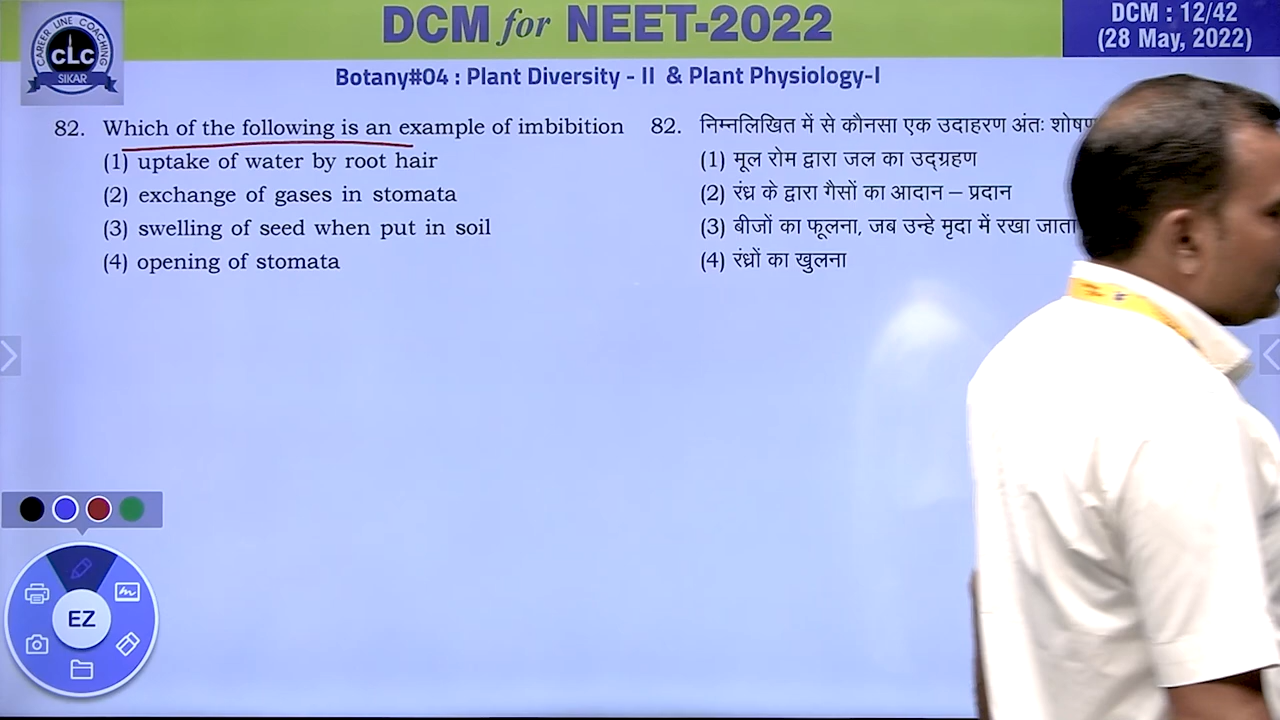 CAREER LINE COACHING
CLC
SIKAR
DCM for NEET-2022
DCM : 12/42
(28 May, 2022)
Botany#04 : Plant Diversity - II & Plant Physiology-I
82. Which of the following is an example of imbibition
(1) uptake of water by root hair
(2) exchange of gases in stomata
(3) swelling of seed when put in soil
(4) opening of stomata
82. निम्नलिखित में से कौनसा एक उदाहरण अंतः शोषण
(1) मूल रोम द्वारा जल का उद्ग्रहण
(2) रंध्र के द्वारा गैसों का आदान – प्रदान
(3) बीजों का फूलना, जब उन्हे मृदा में रखा जाता
(4) रंध्रों का खुलना
EZ